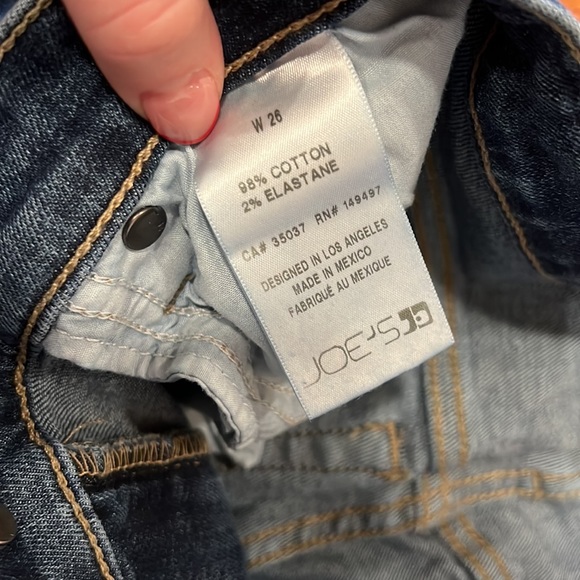 W 26
98% COTTON
2% ELASTANE
CA# 35037 RN# 149497
DESIGNED IN LOS ANGELES
MADE IN MEXICO
FABRIQUÉ AU MEXIQUE
JOE'S